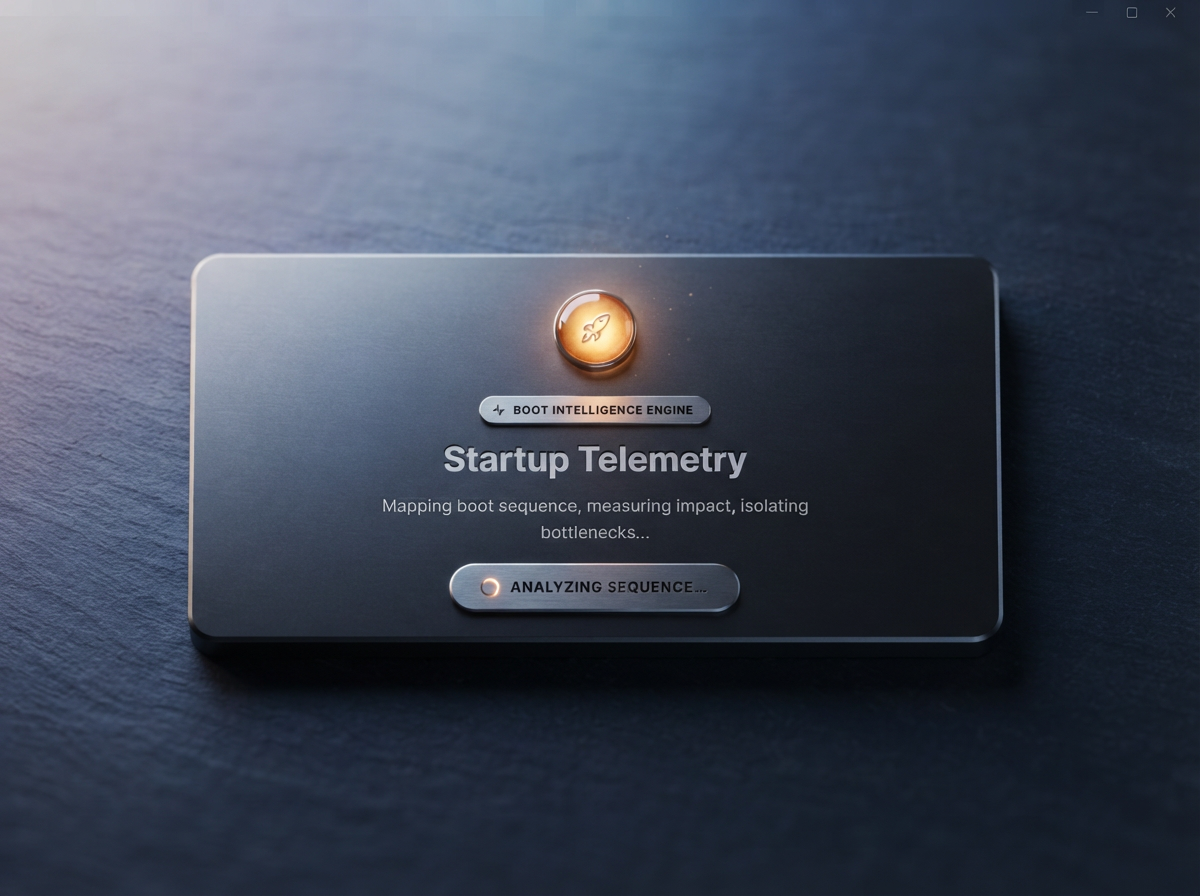 BOOT INTELLIGENCE ENGINE
Startup Telemetry
Mapping boot sequence, measuring impact, isolating
bottlenecks...
ANALYZING SEQUENCE...